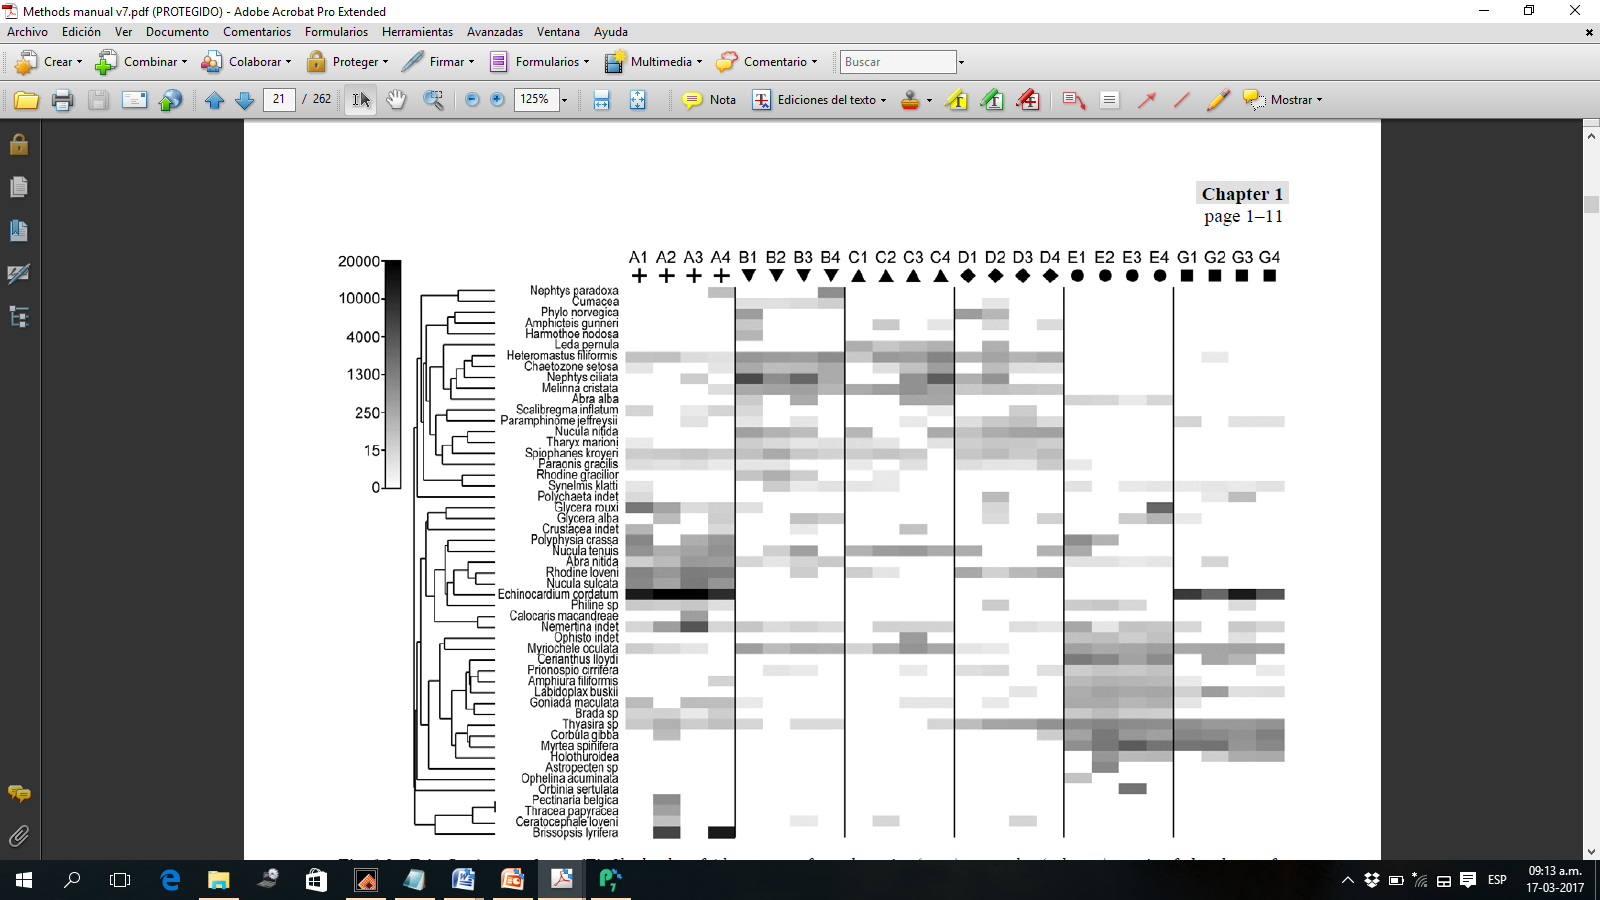 Methods manual v7.pdf (PROTEGIDO) - Adobe Acrobat Pro Extended
Archivo Edición Ver Documento Comentarios Formularios Herramientas Avanzadas Ventana Ayuda
Crear Combinar Colaborar Proteger Firmar Formularios Multimedia Comentario Buscar
21 / 262 125% Nota Ediciones del texto Mostrar
Chapter 1
page 1–11
A1 A2 A3 A4 B1 B2 B3 B4 C1 C2 C3 C4 D1 D2 D3 D4 E1 E2 E3 E4 G1 G2 G3 G4
20000
10000
4000
1300
250
15
0
Nephtys paradoxa
Cumacea
Phylo norvegica
Amphicteis gunneri
Harmothoe nodosa
Leda pernula
Heteromastus filiformis
Chaetozone setosa
Nephtys ciliata
Melinna cristata
Abra alba
Scalibregma inflatum
Paramphinome jeffreysii
Nucula nitida
Tharyx marioni
Spiophanes kroyeri
Paraonis gracilis
Rhodine gracilior
Synelmis klatti
Polychaeta indet
Glycera rouxi
Glycera alba
Crustacea indet
Polyphysia crassa
Nucula tenuis
Abra nitida
Rhodine loveni
Nucula sulcata
Echinocardium cordatum
Philine sp
Calocaris macandreae
Nemertina indet
Ophisto indet
Myriochele oculata
Cerianthus lloydi
Prionospio cirrifera
Amphiura filiformis
Labidoplax buskii
Goniada maculata
Brada sp
Thyasira sp
Corbula gibba
Myrtea spinifera
Holothuroidea
Astropecten sp
Ophelina acuminata
Orbinia sertulata
Pectinaria belgica
Thracea papyracea
Ceratocephale loveni
Brissopsis lyrifera
ESP
09:13 a.m.
17-03-2017